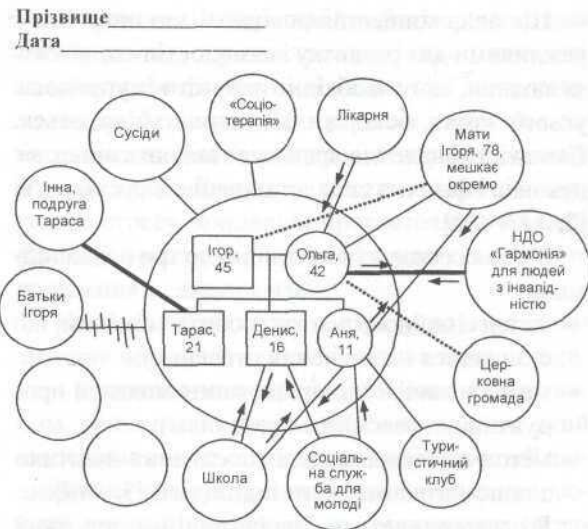 Прізвище
Дата
Сусіди
«Соціо-
терапія»
Лікарня
Мати
Ігоря, 78,
мешкає
окремо
Інна,
подруга
Тараса
Ігор,
45
Ольга,
42
НДО
«Гармонія»
для людей
з інвалід-
ністю
Батьки
Ігоря
Тарас,
21
Денис,
16
Аня,
11
Цер-
ковна
громада
Школа
Соціаль-
на служ-
ба для
молоді
Тури-
стичний
клуб